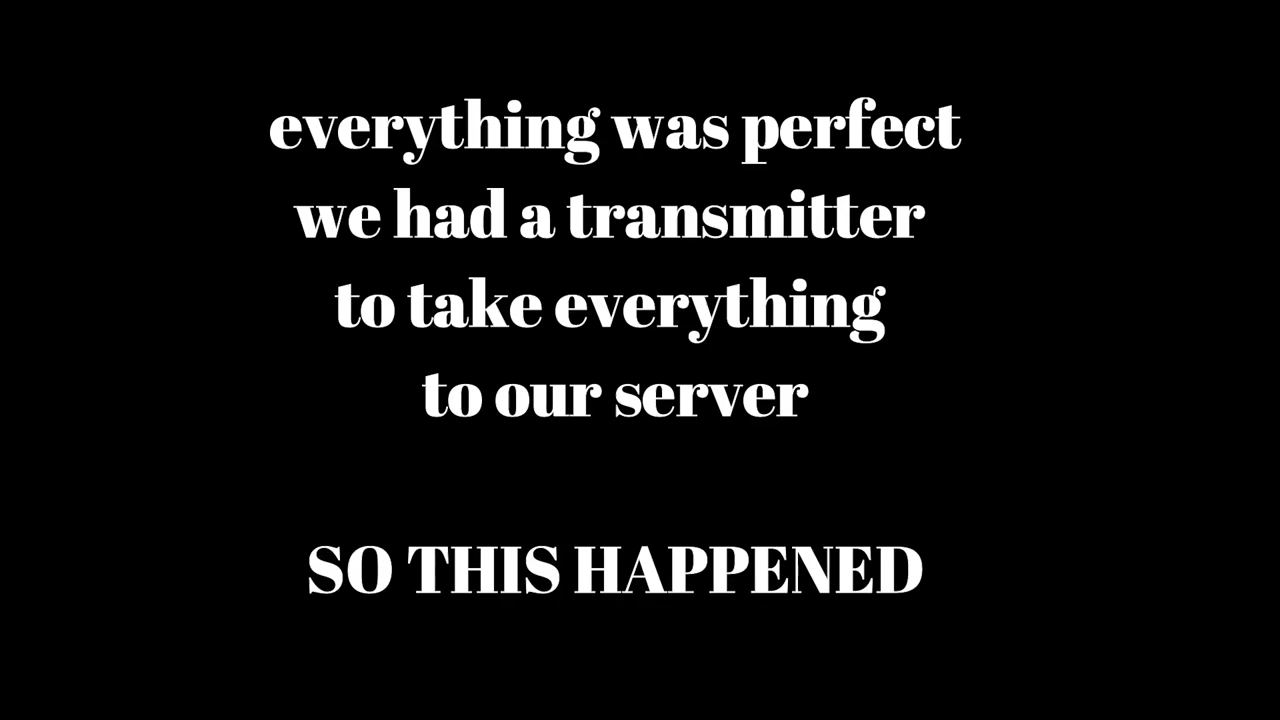 everything was perfect
we had a transmitter
to take everything
to our server
SO THIS HAPPENED